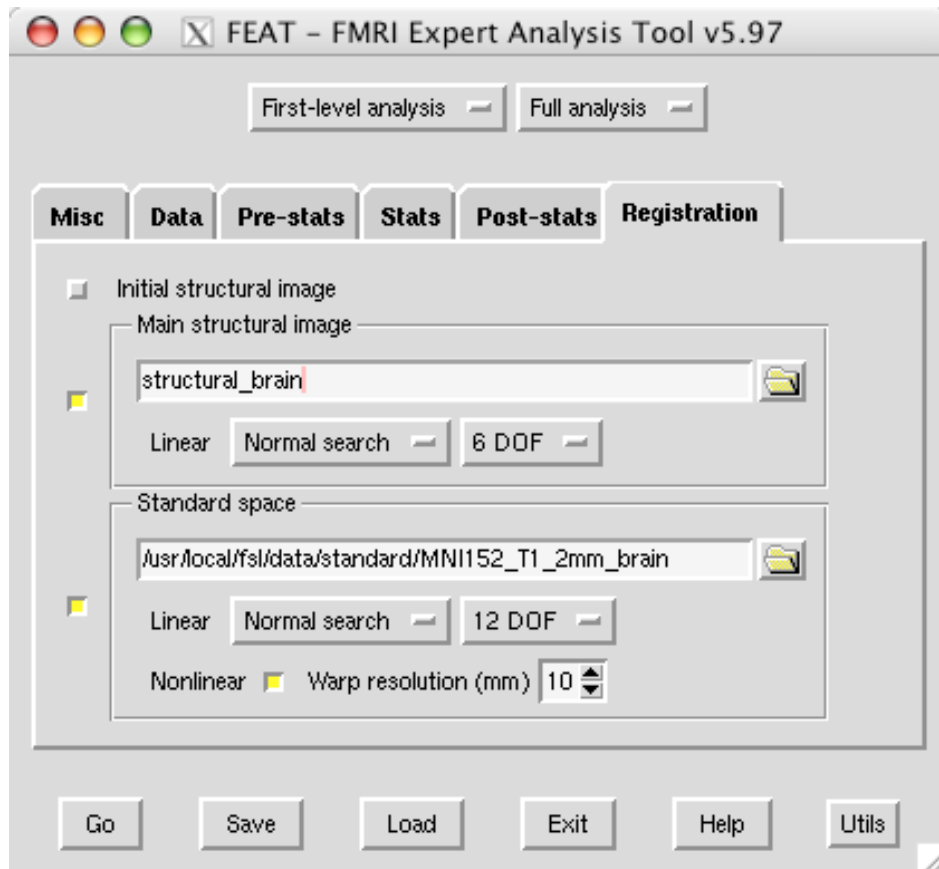 FEAT – FMRI Expert Analysis Tool v5.97
First-level analysis Full analysis
Misc Data Pre-stats Stats Post-stats Registration
Initial structural image
Main structural image
structural_brain
Linear Normal search 6 DOF
Standard space
/usr/local/fsl/data/standard/MNI152_T1_2mm_brain
Linear Normal search 12 DOF
Nonlinear Warp resolution (mm) 10
Go Save Load Exit Help Utils